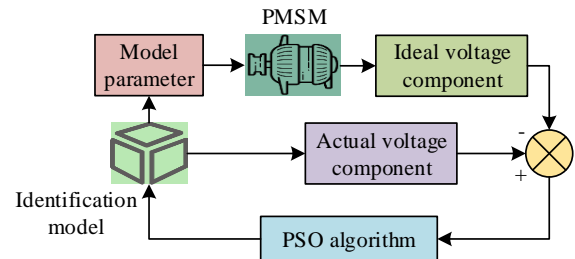 PMSM
Model
parameter
Ideal voltage
component
-
Actual voltage
component
+
Identification
model
PSO algorithm